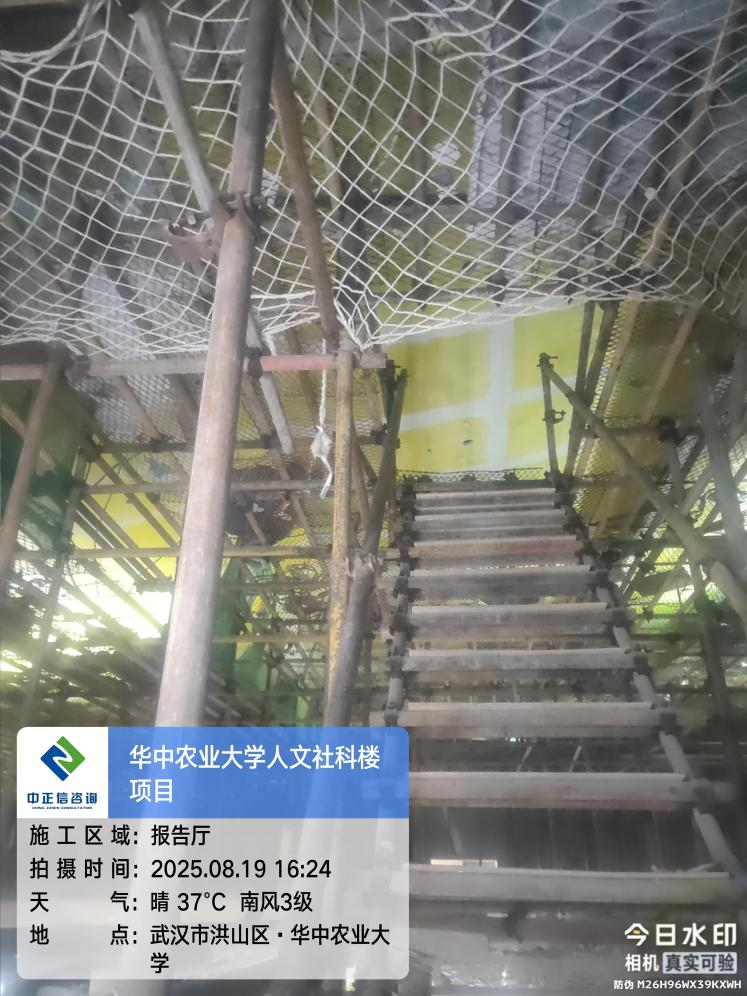 华中农业大学人文社科楼
项目
中正信咨询
CHINA ZZXIN CONSULTATION
施工区域：报告厅
拍摄时间：2025.08.19 16:24
天气：晴 37℃ 南风3级
地点：武汉市洪山区·华中农业大
学
今日水印
相机 真实可验
防伪 M26H96WX39KXWH